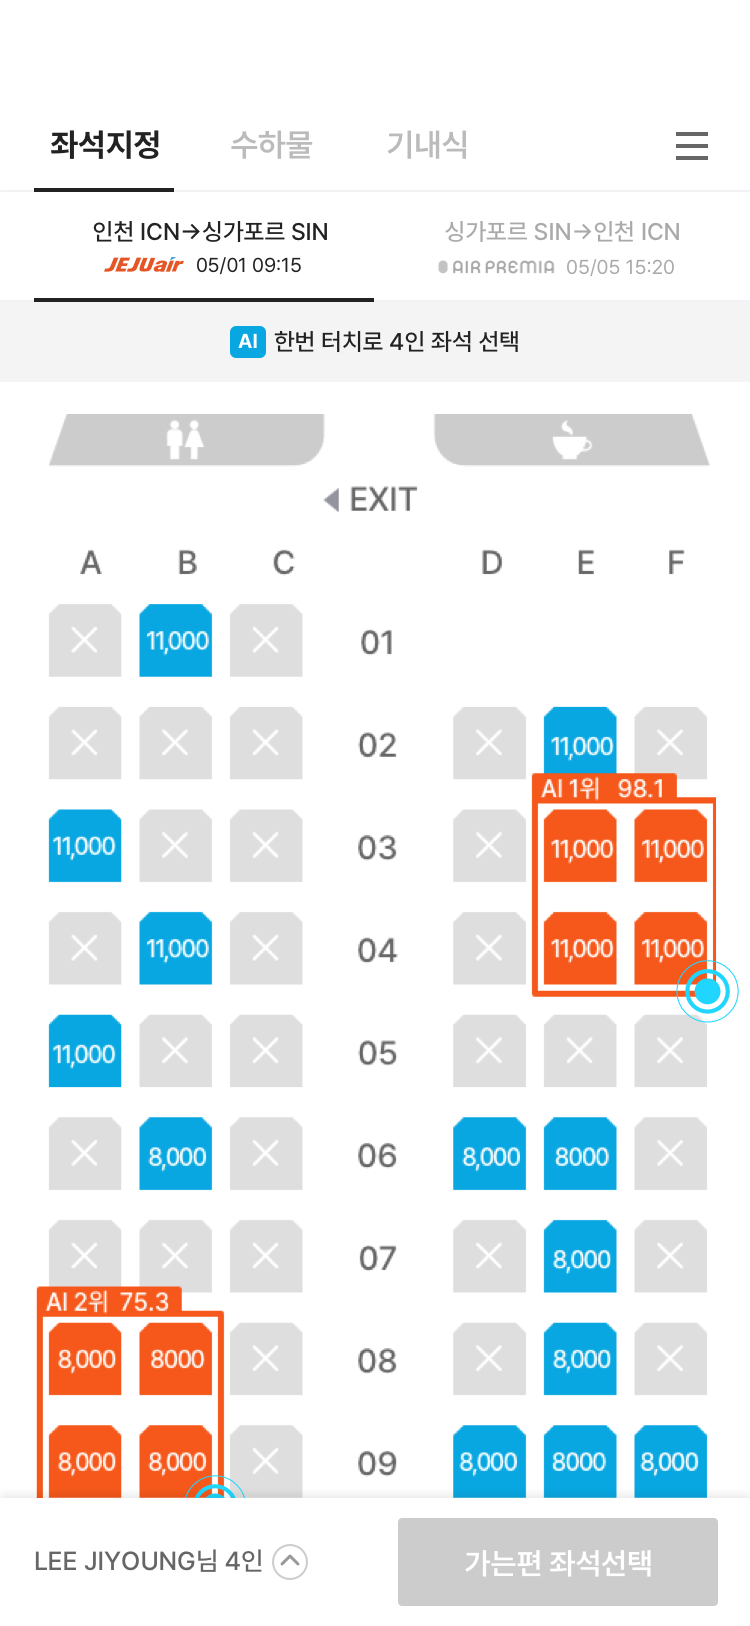 좌석지정 수하물 기내식
인천 ICN→싱가포르 SIN 싱가포르 SIN→인천 ICN
JEJUair 05/01 09:15 AIR PREMIA 05/05 15:20
AI 한번 터치로 4인 좌석 선택
EXIT
A B C D E F
11,000 01
02 11,000
AI 1위 98.1
11,000 03 11,000 11,000
11,000 04 11,000 11,000
11,000 05
8,000 06 8,000 8000
07 8,000
AI 2위 75.3
8,000 8000 08 8,000
8,000 8,000 09 8,000 8000 8,000
LEE JIYOUNG님 4인 가는편 좌석선택